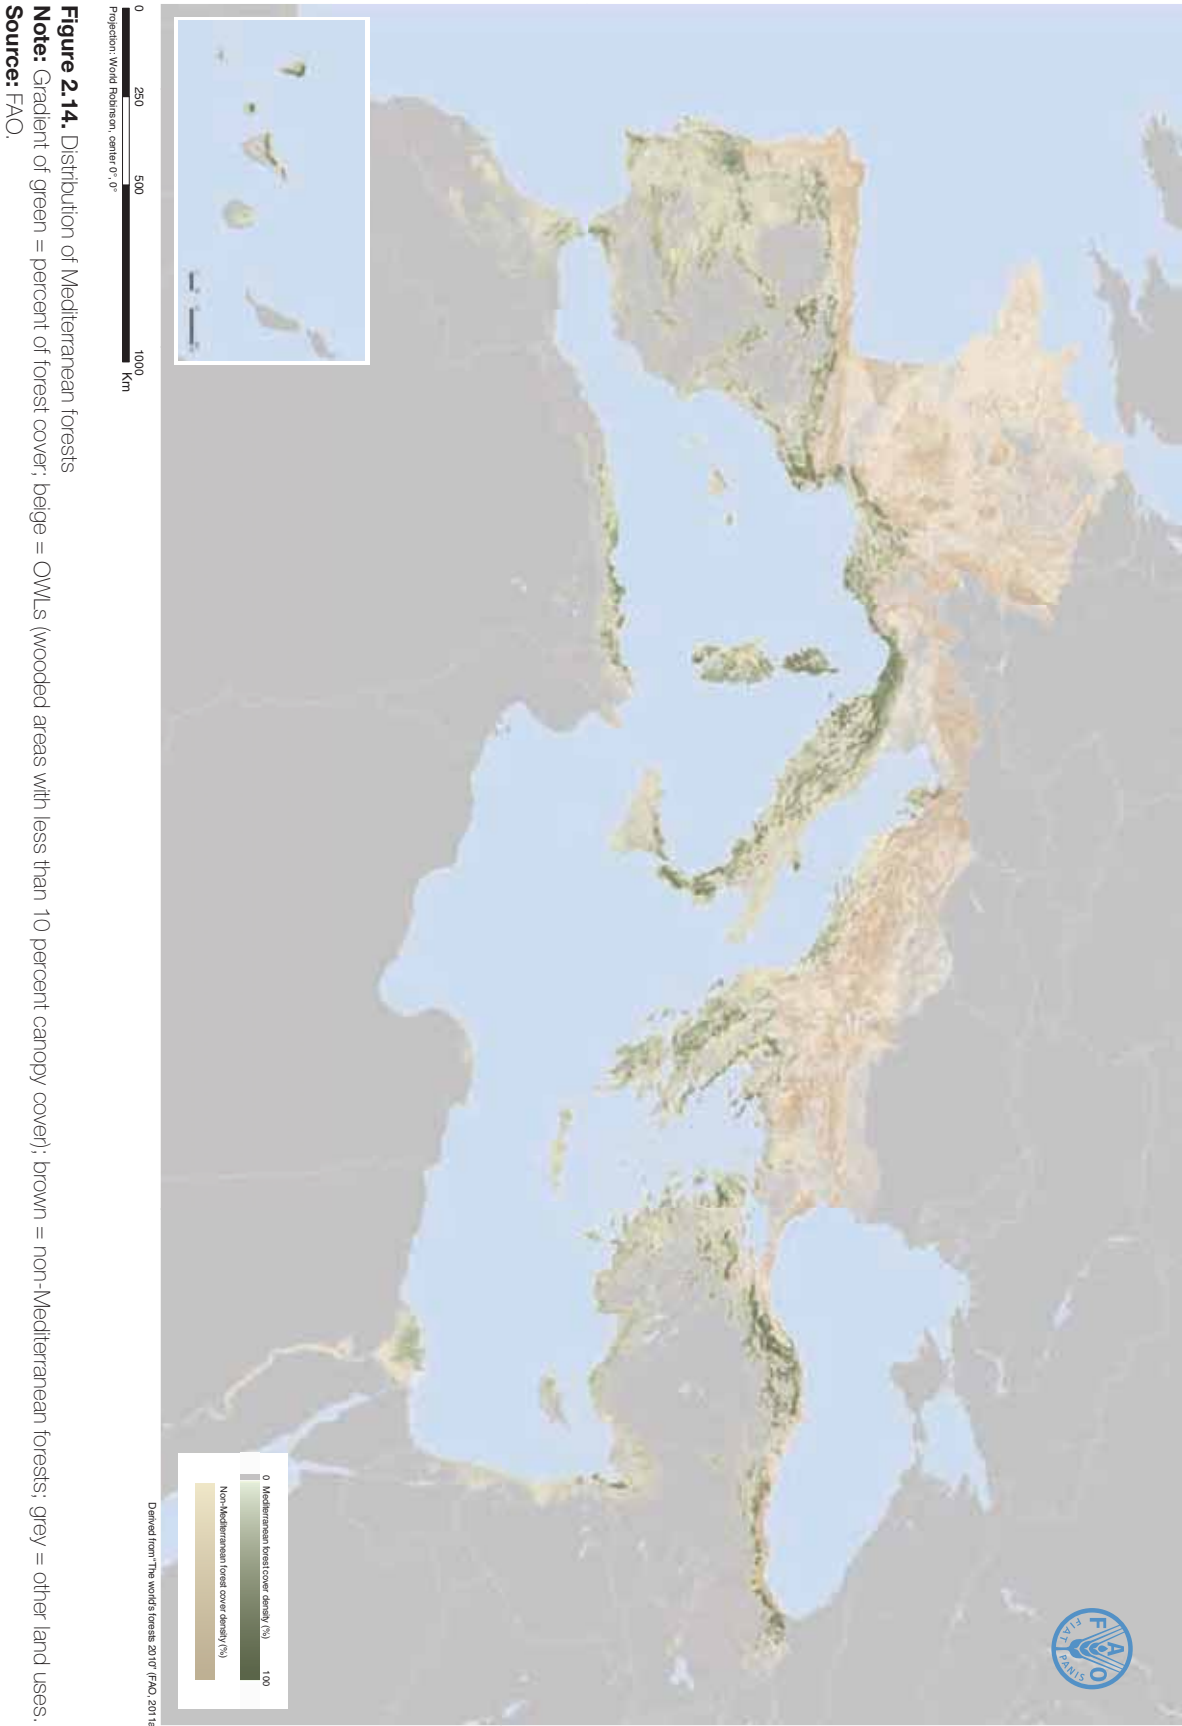 FAO
FIAT PANIS
0 Mediterranean forest cover density (%) 100
Non-Mediterranean forest cover density (%)
Derived from "The world's forests 2010" (FAO, 2011a
0 250 500 1000 Km
Projection: World Robinson, center 0°, 0°
Figure 2.14. Distribution of Mediterranean forests
Note: Gradient of green = percent of forest cover; beige = OWLs (wooded areas with less than 10 percent canopy cover); brown = non-Mediterranean forests; grey = other land uses.
Source: FAO.